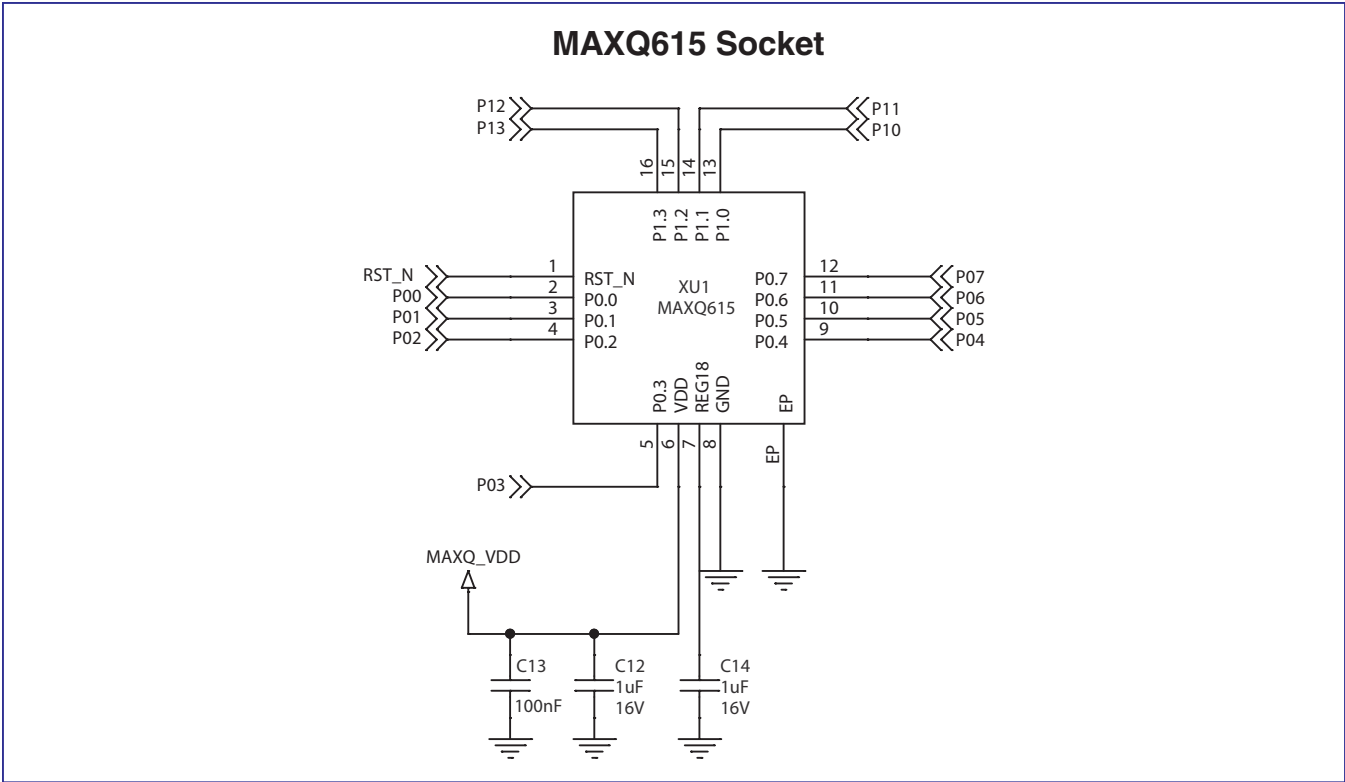 MAXQ615 Socket
P12
P13
P11
P10
16
15
14
13
P1.3
P1.2
P1.1
P1.0
RST_N
P00
P01
P02
1
2
3
4
RST_N
P0.0
P0.1
P0.2
XU1
MAXQ615
P0.7
P0.6
P0.5
P0.4
12
11
10
9
P07
P06
P05
P04
P0.3
VDD
REG18
GND
EP
5
6
7
8
EP
P03
MAXQ_VDD
C13
100nF
C12
1uF
16V
C14
1uF
16V